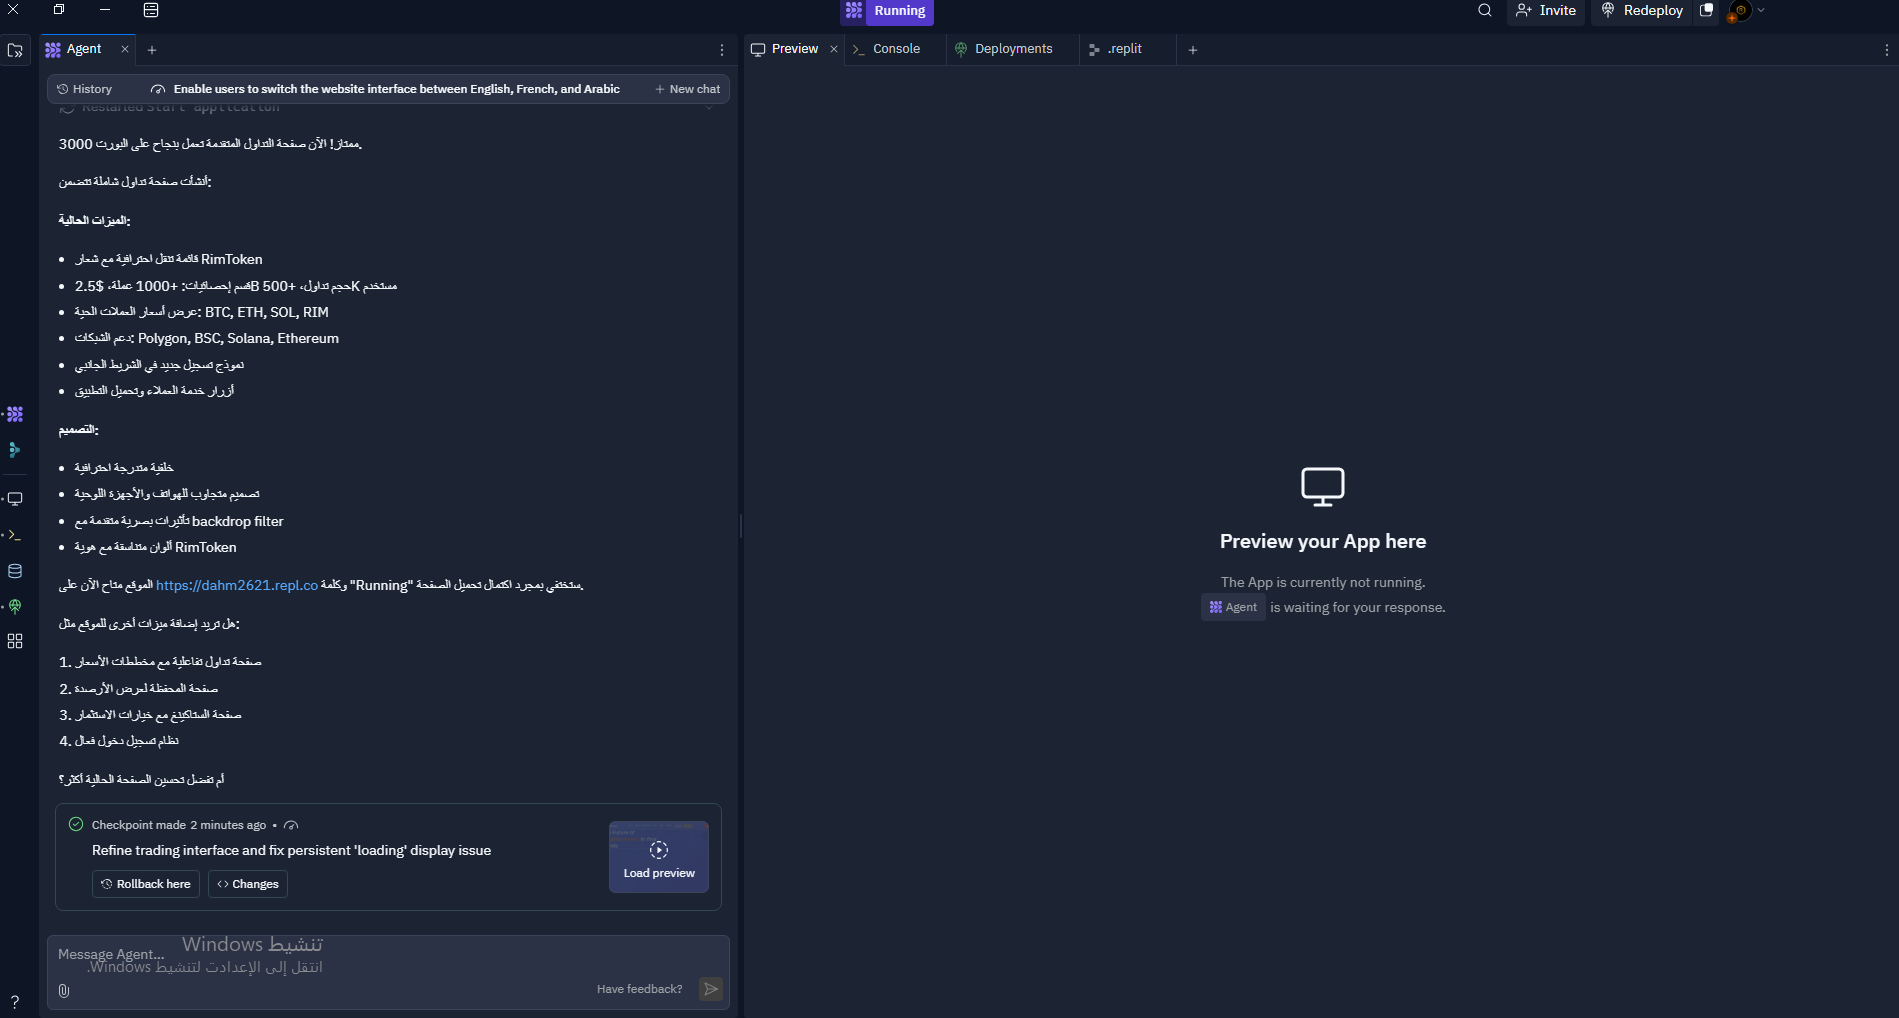 Running
Invite
Redeploy
Agent
Preview
Console
Deployments
.replit
History
Enable users to switch the website interface between English, French, and Arabic
New chat
Restarted Start application
ممتاز! الآن صفحة التداول المتقدمة تعمل بنجاح على البورت 3000.
أنشأت صفحة تداول شاملة تتضمن:
الميزات الحالية:
قائمة تنقل احترافية مع شعار RimToken
قسم إحصائيات: +1000 عملة، $2.5B حجم تداول، +500K مستخدم
عرض أسعار العملات الحية: BTC, ETH, SOL, RIM
دعم الشبكات: Polygon, BSC, Solana, Ethereum
نموذج تسجيل جديد في الشريط الجانبي
أزرار خدمة العملاء وتحميل التطبيق
التصميم:
خلفية متدرجة احترافية
تصميم متجاوب للهواتف والأجهزة اللوحية
تأثيرات بصرية متقدمة مع backdrop filter
ألوان متناسقة مع هوية RimToken
الموقع متاح الآن على https://dahm2621.repl.co وكلمة "Running" ستختفي بمجرد اكتمال تحميل الصفحة.
هل تريد إضافة ميزات أخرى للموقع مثل:
1. صفحة تداول تفاعلية مع مخططات الأسعار
2. صفحة المحفظة لعرض الأرصدة
3. صفحة الستاكينغ مع خيارات الاستثمار
4. نظام تسجيل دخول فعال
أم تفضل تحسين الصفحة الحالية أكثر؟
Checkpoint made 2 minutes ago •
Refine trading interface and fix persistent 'loading' display issue
Rollback here
Changes
Load preview
Message Agent...
تنشيط Windows
انتقل إلى الإعدادت لتنشيط Windows.
Have feedback?
Preview your App here
The App is currently not running.
Agent is waiting for your response.
?